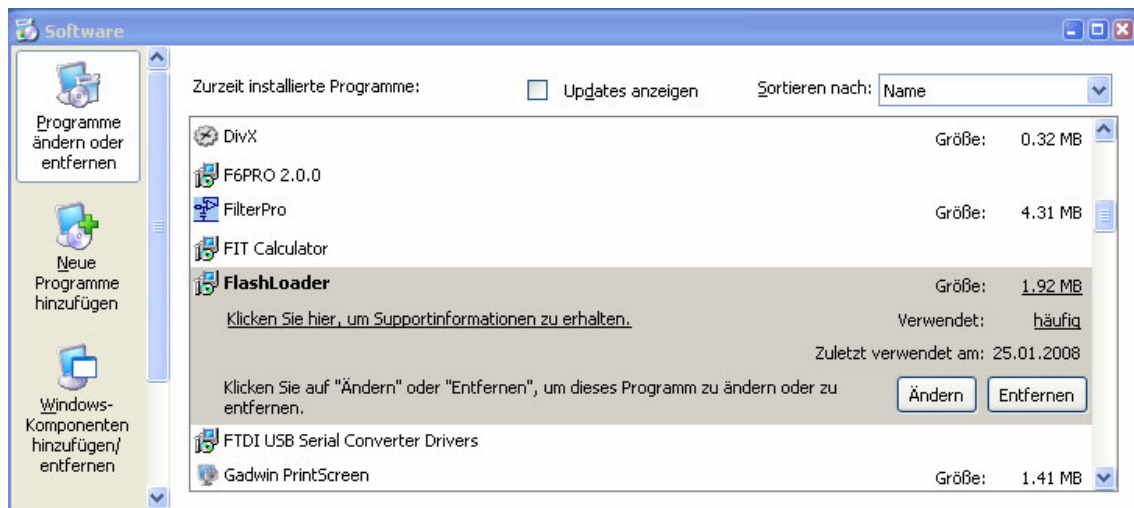 Software
Programme
ändern oder
entfernen
Neue
Programme
hinzufügen
Windows-
Komponenten
hinzufügen/
entfernen
Zurzeit installierte Programme:
Updates anzeigen
Sortieren nach: Name
DivX Größe: 0.32 MB
F6PRO 2.0.0
FilterPro Größe: 4.31 MB
FIT Calculator
FlashLoader Größe: 1.92 MB
Klicken Sie hier, um Supportinformationen zu erhalten. Verwendet: häufig
Zuletzt verwendet am: 25.01.2008
Klicken Sie auf "Ändern" oder "Entfernen", um dieses Programm zu ändern oder zu
entfernen.
Ändern Entfernen
FTDI USB Serial Converter Drivers
Gadwin PrintScreen Größe: 1.41 MB